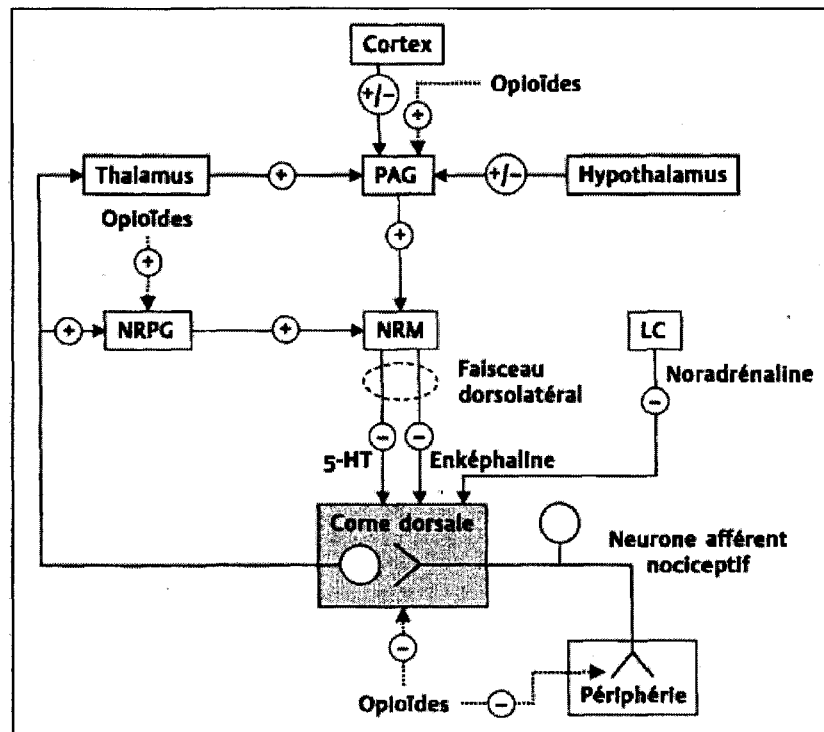 Cortex
+/−
Opioïdes
+
Thalamus
+
PAG
+/−
Hypothalamus
Opioïdes
+
+
+
NRPG
+
NRM
LC
Faisceau
dorsolatéral
Noradrénaline
−
−
−
5-HT
Enképhaline
Corne dorsale
Neurone afférent
nociceptif
−
Opioïdes
−
Périphérie